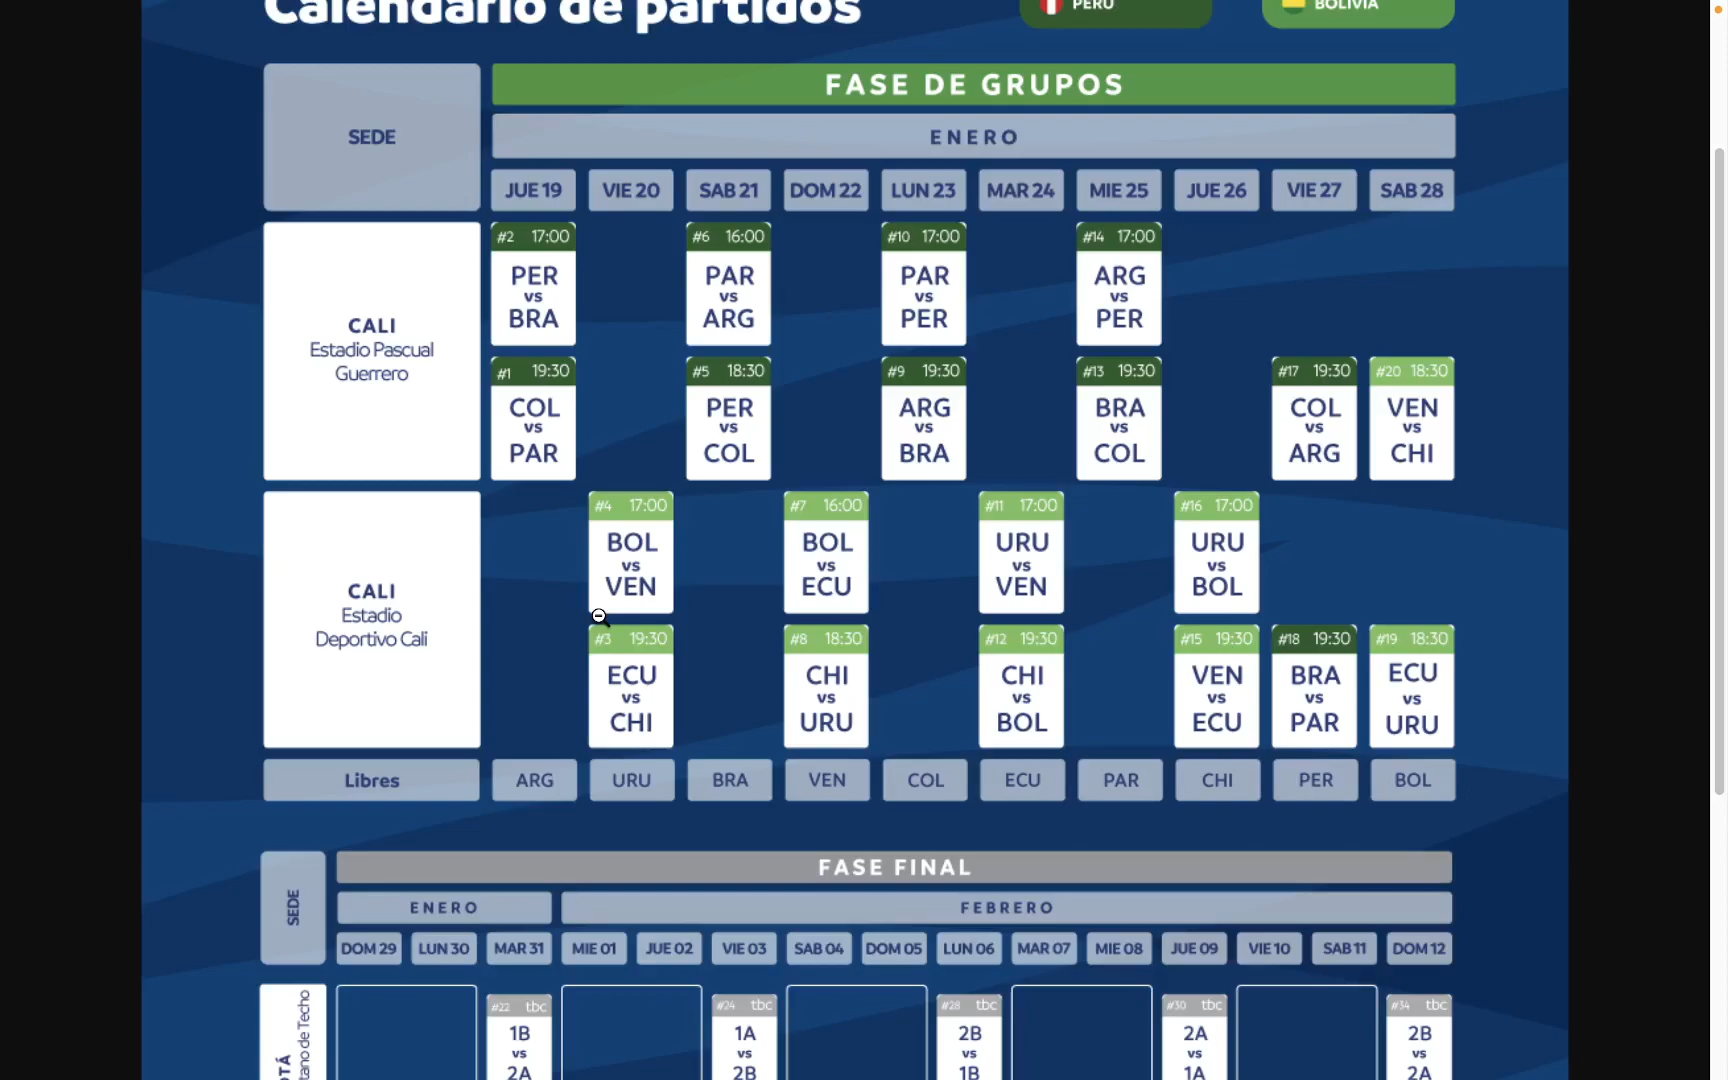 Calendario de partidos
PERÚ
BOLIVIA
SEDE
FASE DE GRUPOS
ENERO
JUE 19 VIE 20 SAB 21 DOM 22 LUN 23 MAR 24 MIE 25 JUE 26 VIE 27 SAB 28
CALI
Estadio Pascual
Guerrero
#2 17:00 #6 16:00 #10 17:00 #14 17:00
PER PAR PAR ARG
vs vs vs vs
BRA ARG PER PER
#1 19:30 #5 18:30 #9 19:30 #13 19:30 #17 19:30 #20 18:30
COL PER ARG BRA COL VEN
vs vs vs vs vs vs
PAR COL BRA COL ARG CHI
CALI
Estadio
Deportivo Cali
#4 17:00 #7 16:00 #11 17:00 #16 17:00
BOL BOL URU URU
vs vs vs vs
VEN ECU VEN BOL
#3 19:30 #8 18:30 #12 19:30 #15 19:30 #18 19:30 #19 18:30
ECU CHI CHI VEN BRA ECU
vs vs vs vs vs vs
CHI URU BOL ECU PAR URU
Libres ARG URU BRA VEN COL ECU PAR CHI PER BOL
SEDE
FASE FINAL
ENERO FEBRERO
DOM 29 LUN 30 MAR 31 MIE 01 JUE 02 VIE 03 SAB 04 DOM 05 LUN 06 MAR 07 MIE 08 JUE 09 VIE 10 SAB 11 DOM 12
#22 tbc #24 tbc #28 tbc #30 tbc #34 tbc
1B 1A 2B 2A 2B
vs vs vs vs vs
2A 2B 1B 1A 2A
de Techo